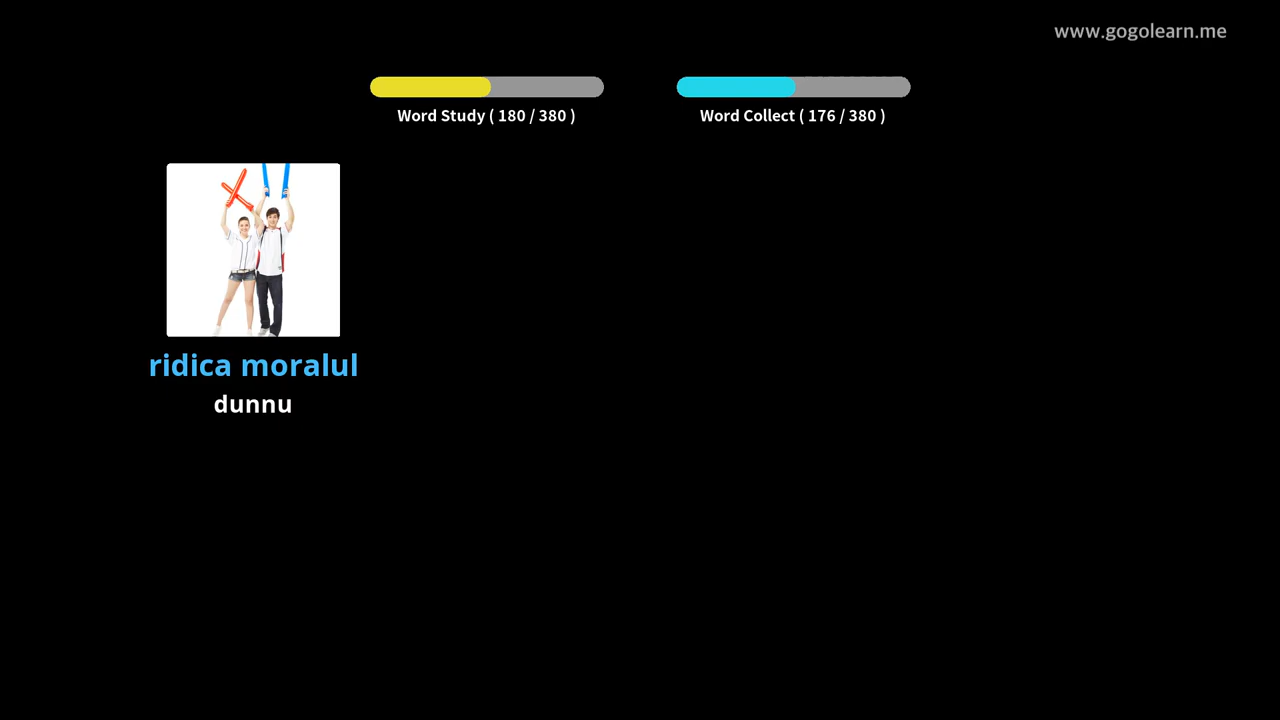 www.gogolearn.me
Word Study ( 180 / 380 )
Word Collect ( 176 / 380 )
ridica moralul
dunnu